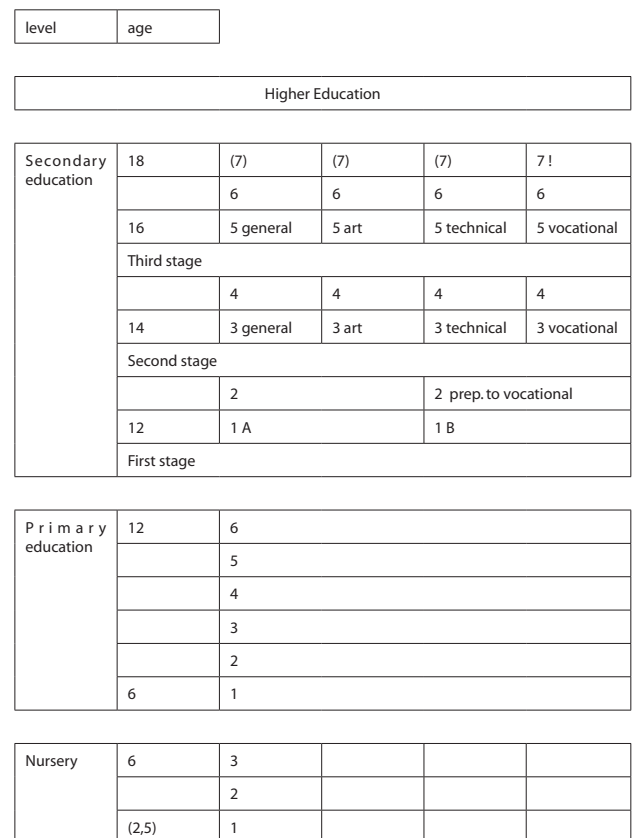 level age
Higher Education
Secondary 18 (7) (7) (7) 7 !
education
6 6 6 6
16 5 general 5 art 5 technical 5 vocational
Third stage
4 4 4 4
14 3 general 3 art 3 technical 3 vocational
Second stage
2 2 prep. to vocational
12 1 A 1 B
First stage
Primary 12 6
education
5
4
3
2
6 1
Nursery 6 3
2
(2,5) 1